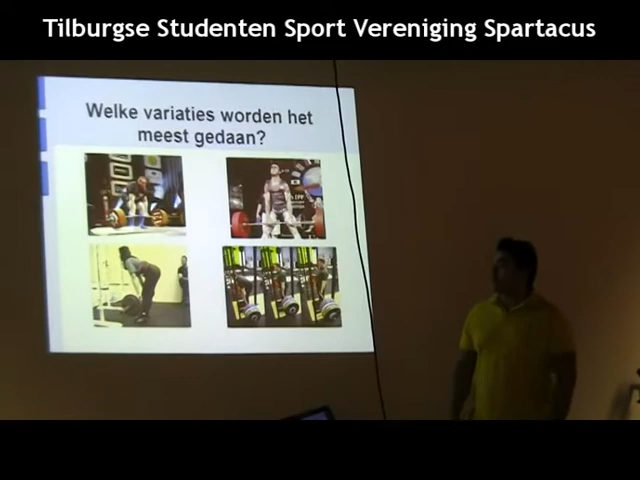 Tilburgse Studenten Sport Vereniging Spartacus
Welke variaties worden het
meest gedaan?